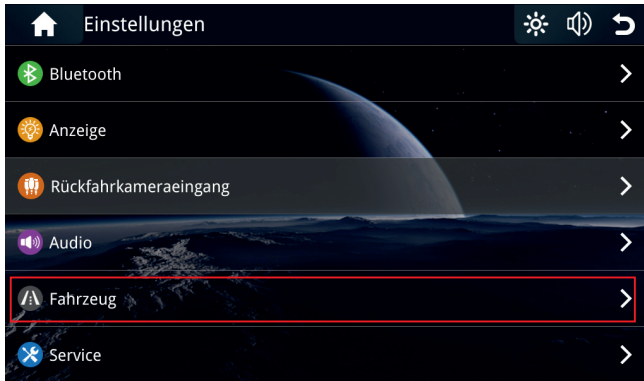 Einstellungen
Bluetooth
Anzeige
Rückfahrkameraeingang
Audio
Fahrzeug
Service